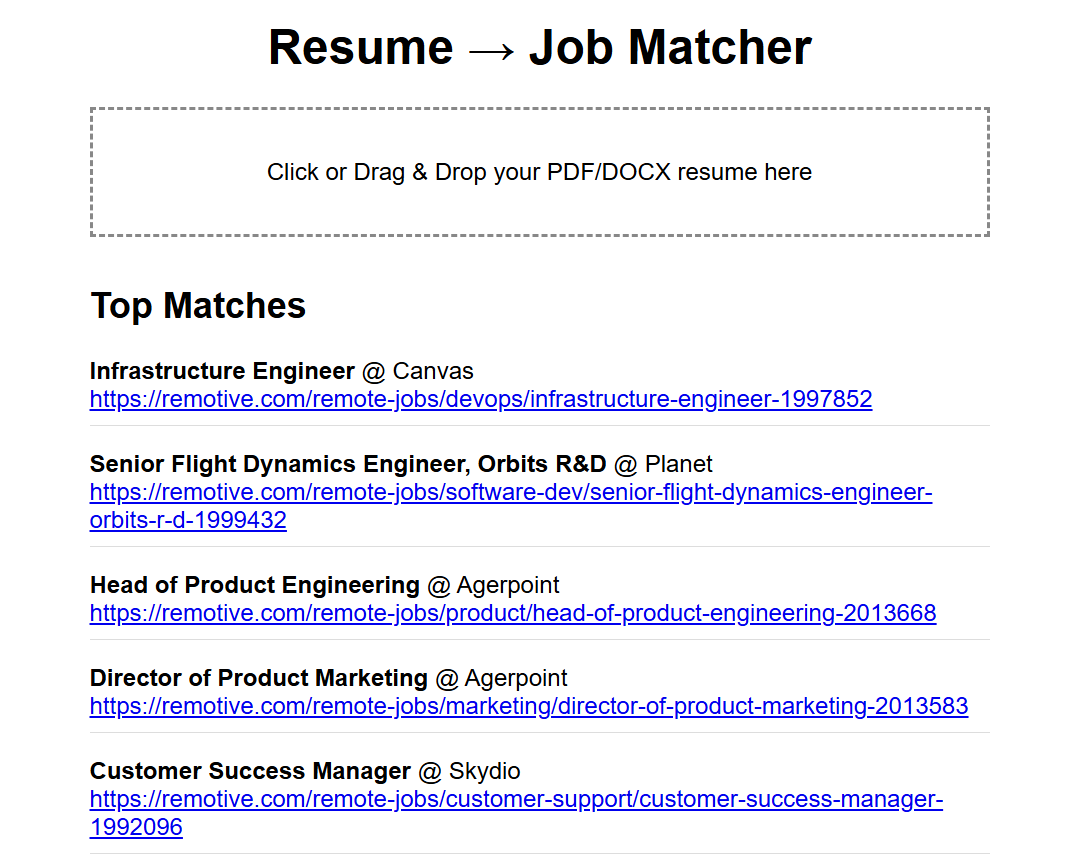 Resume → Job Matcher
Click or Drag & Drop your PDF/DOCX resume here
Top Matches
Infrastructure Engineer @ Canvas
https://remotive.com/remote-jobs/devops/infrastructure-engineer-1997852
Senior Flight Dynamics Engineer, Orbits R&D @ Planet
https://remotive.com/remote-jobs/software-dev/senior-flight-dynamics-engineer-
orbits-r-d-1999432
Head of Product Engineering @ Agerpoint
https://remotive.com/remote-jobs/product/head-of-product-engineering-2013668
Director of Product Marketing @ Agerpoint
https://remotive.com/remote-jobs/marketing/director-of-product-marketing-2013583
Customer Success Manager @ Skydio
https://remotive.com/remote-jobs/customer-support/customer-success-manager-
1992096